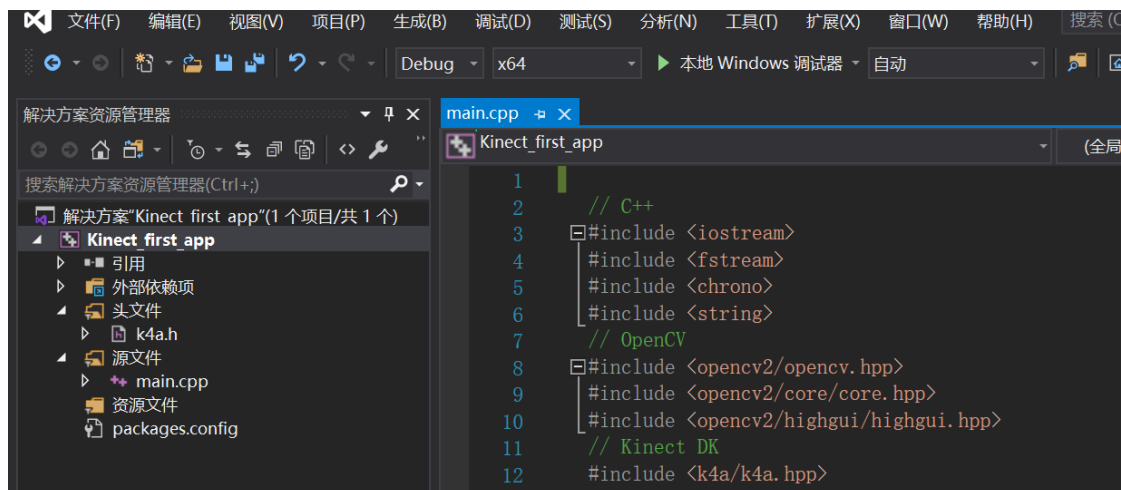 文件(F) 编辑(E) 视图(V) 项目(P) 生成(B) 调试(D) 测试(S) 分析(N) 工具(T) 扩展(X) 窗口(W) 帮助(H) 搜索 (C
Debug x64 本地 Windows 调试器 自动
解决方案资源管理器
搜索解决方案资源管理器(Ctrl+;)
解决方案"Kinect_first_app"(1 个项目/共 1 个)
Kinect_first_app
引用
外部依赖项
头文件
k4a.h
源文件
main.cpp
资源文件
packages.config
main.cpp
Kinect_first_app (全局
1
2 // C++
3 #include <iostream>
4 #include <fstream>
5 #include <chrono>
6 #include <string>
7 // OpenCV
8 #include <opencv2/opencv.hpp>
9 #include <opencv2/core/core.hpp>
10 #include <opencv2/highgui/highgui.hpp>
11 // Kinect DK
12 #include <k4a/k4a.hpp>